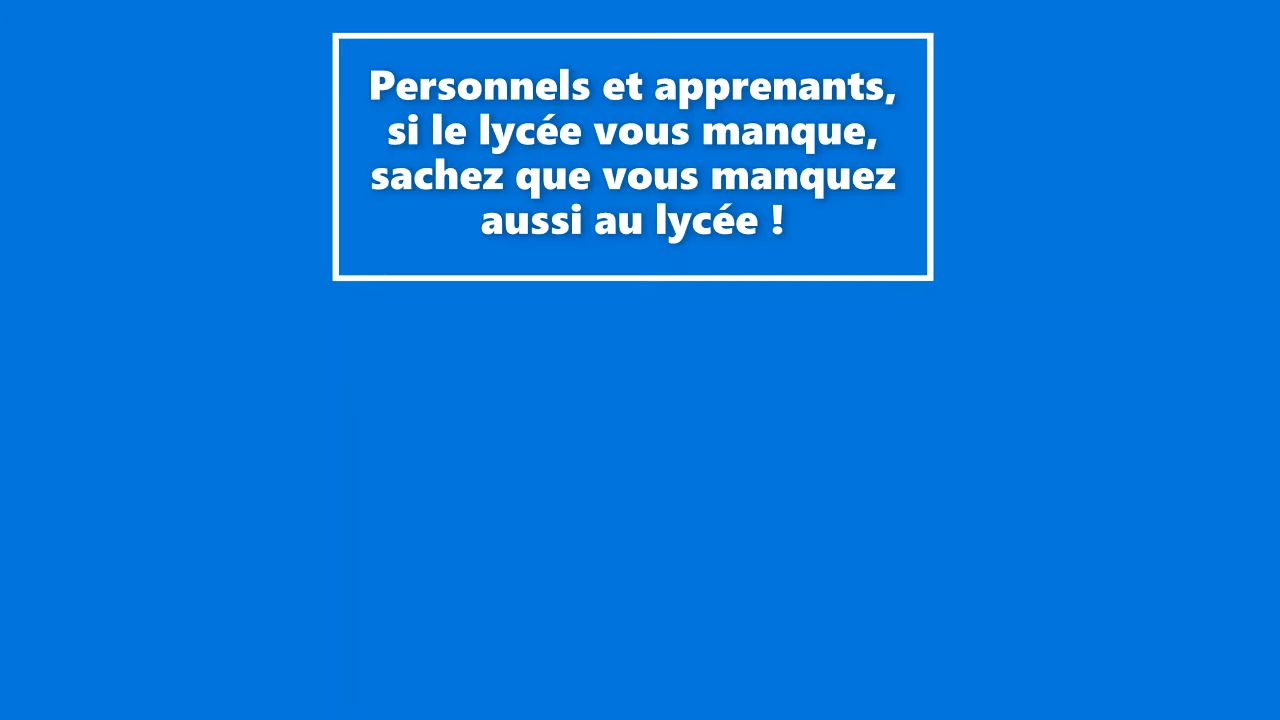 Personnels et apprenants,
si le lycée vous manque,
sachez que vous manquez
aussi au lycée !